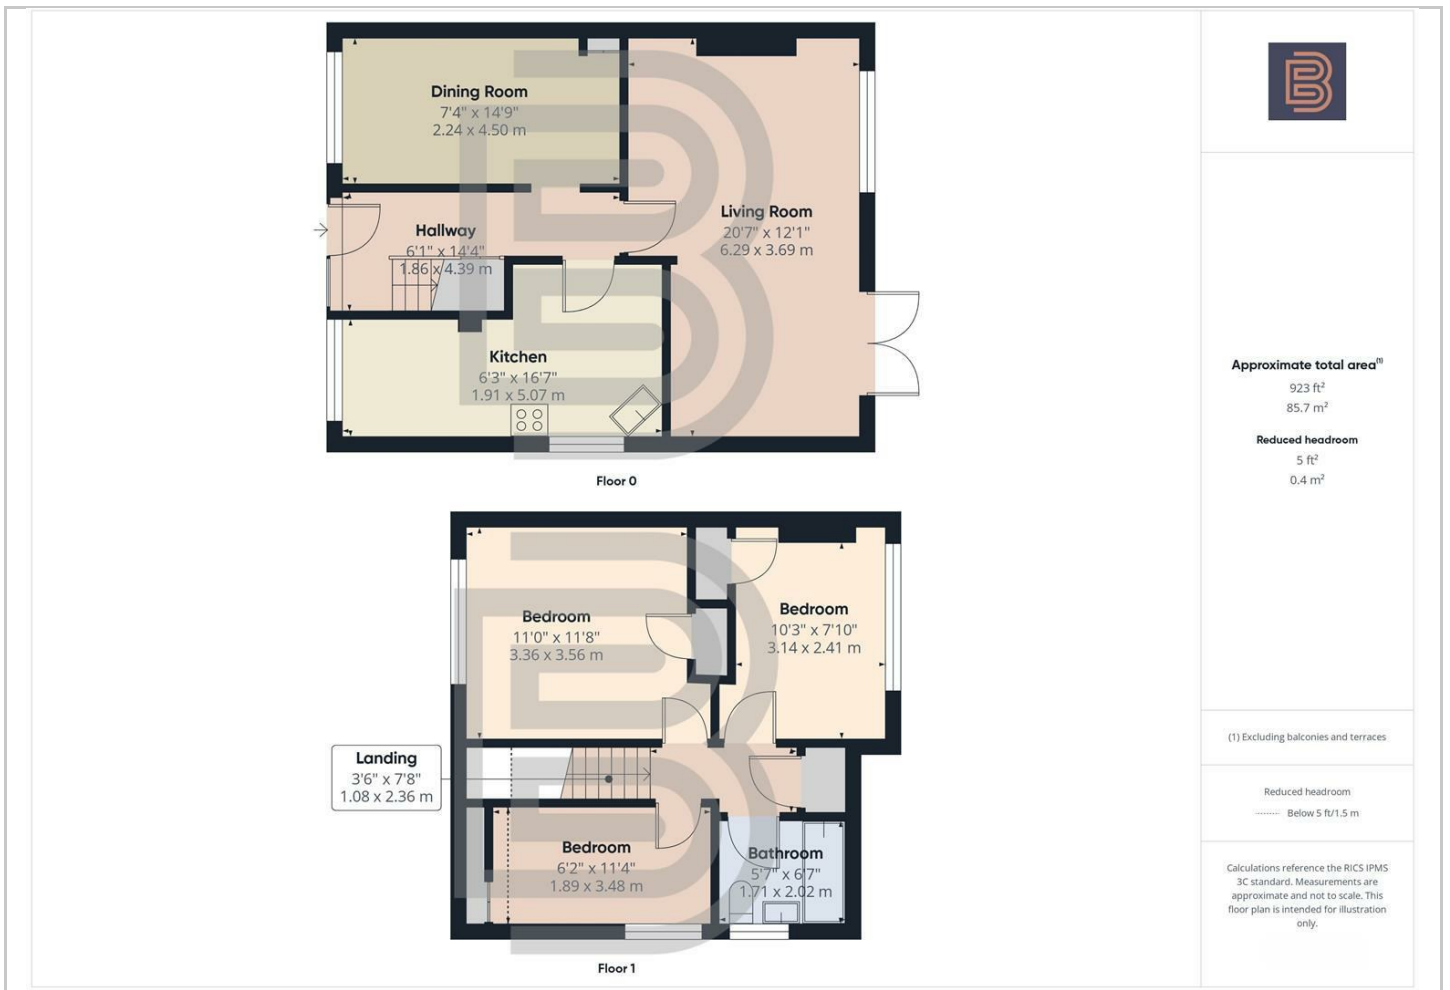 Dining Room
7'4" x 14'9"
2.24 x 4.50 m
Hallway
6'1" x 14'4"
1.86 x 4.39 m
Living Room
20'7" x 12'1"
6.29 x 3.69 m
Kitchen
6'3" x 16'7"
1.91 x 5.07 m
Floor 0
Bedroom
11'0" x 11'8"
3.36 x 3.56 m
Bedroom
10'3" x 7'10"
3.14 x 2.41 m
Landing
3'6" x 7'8"
1.08 x 2.36 m
Bedroom
6'2" x 11'4"
1.89 x 3.48 m
Bathroom
5'7" x 6'7"
1.71 x 2.02 m
Floor 1
B
Approximate total area(1)
923 ft²
85.7 m²
Reduced headroom
5 ft²
0.4 m²
(1) Excluding balconies and terraces
Reduced headroom
Below 5 ft/1.5 m
Calculations reference the RICS IPMS
3C standard. Measurements are
approximate and not to scale. This
floor plan is intended for illustration
only.